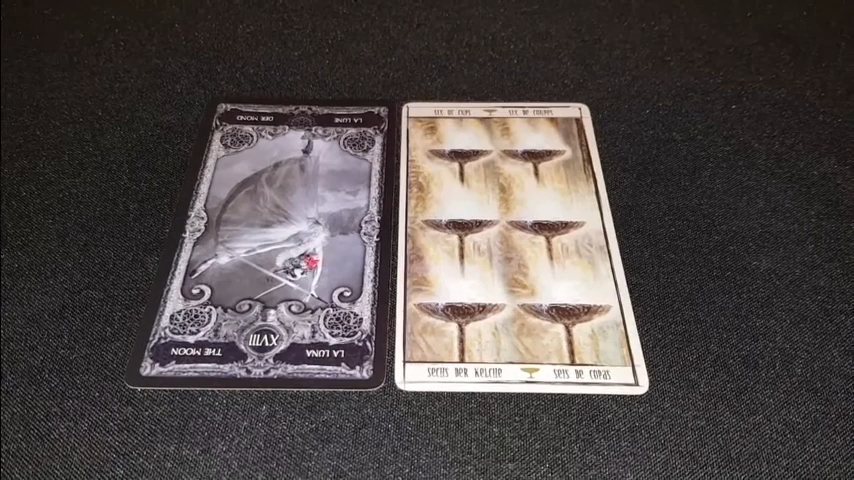 DER MOND
LA LUNE
XVIII
THE MOON
LA LUNA
SIX DE COUPES
SECHS DER KELCHE
SEIS DE COPAS